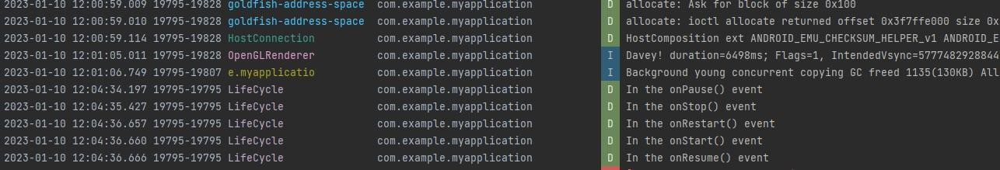 2023-01-10 12:00:59.009 19795-19828 goldfish-address-space com.example.myapplication D allocate: Ask for block of size 0x100
2023-01-10 12:00:59.010 19795-19828 goldfish-address-space com.example.myapplication D allocate: ioctl allocate returned offset 0x3f7ffe000 size 0x
2023-01-10 12:00:59.114 19795-19828 HostConnection com.example.myapplication D HostComposition ext ANDROID_EMU_CHECKSUM_HELPER_v1 ANDROID_E
2023-01-10 12:01:05.011 19795-19828 OpenGLRenderer com.example.myapplication I Davey! duration=6498ms; Flags=1, IntendedVsync=5777482928844
2023-01-10 12:01:06.749 19795-19807 e.myapplicatio com.example.myapplication I Background young concurrent copying GC freed 1135(130KB) All
2023-01-10 12:04:34.197 19795-19795 LifeCycle com.example.myapplication D In the onPause() event
2023-01-10 12:04:35.427 19795-19795 LifeCycle com.example.myapplication D In the onStop() event
2023-01-10 12:04:36.657 19795-19795 LifeCycle com.example.myapplication D In the onRestart() event
2023-01-10 12:04:36.660 19795-19795 LifeCycle com.example.myapplication D In the onStart() event
2023-01-10 12:04:36.666 19795-19795 LifeCycle com.example.myapplication D In the onResume() event